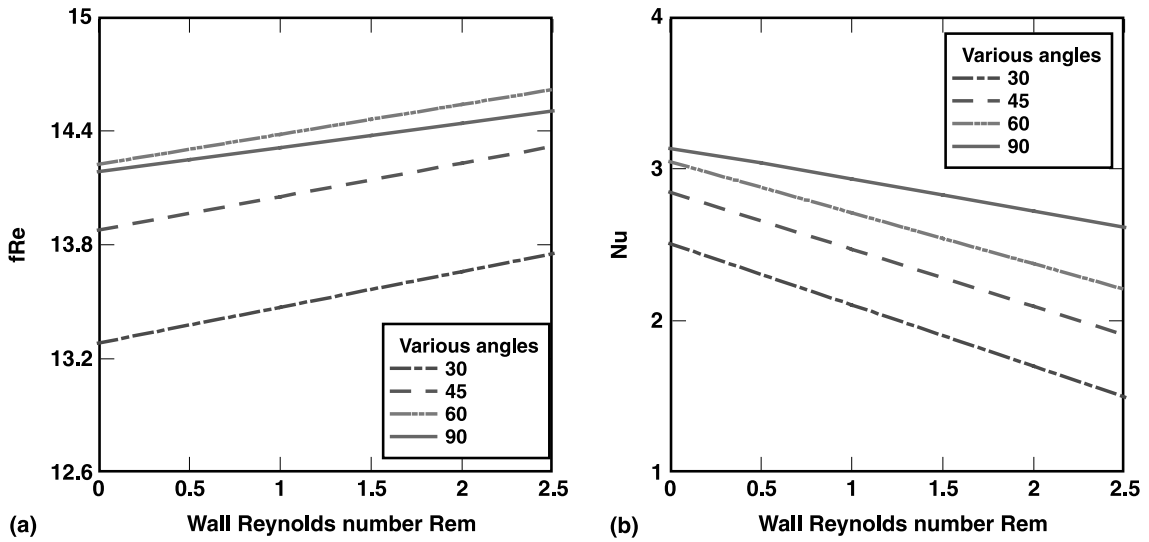 15
14.4
13.8
13.2
12.6
fRe
Various angles
30
45
60
90
0 0.5 1 1.5 2 2.5
(a) Wall Reynolds number Rem
4
3
2
1
Nu
Various angles
30
45
60
90
0 0.5 1 1.5 2 2.5
(b) Wall Reynolds number Rem